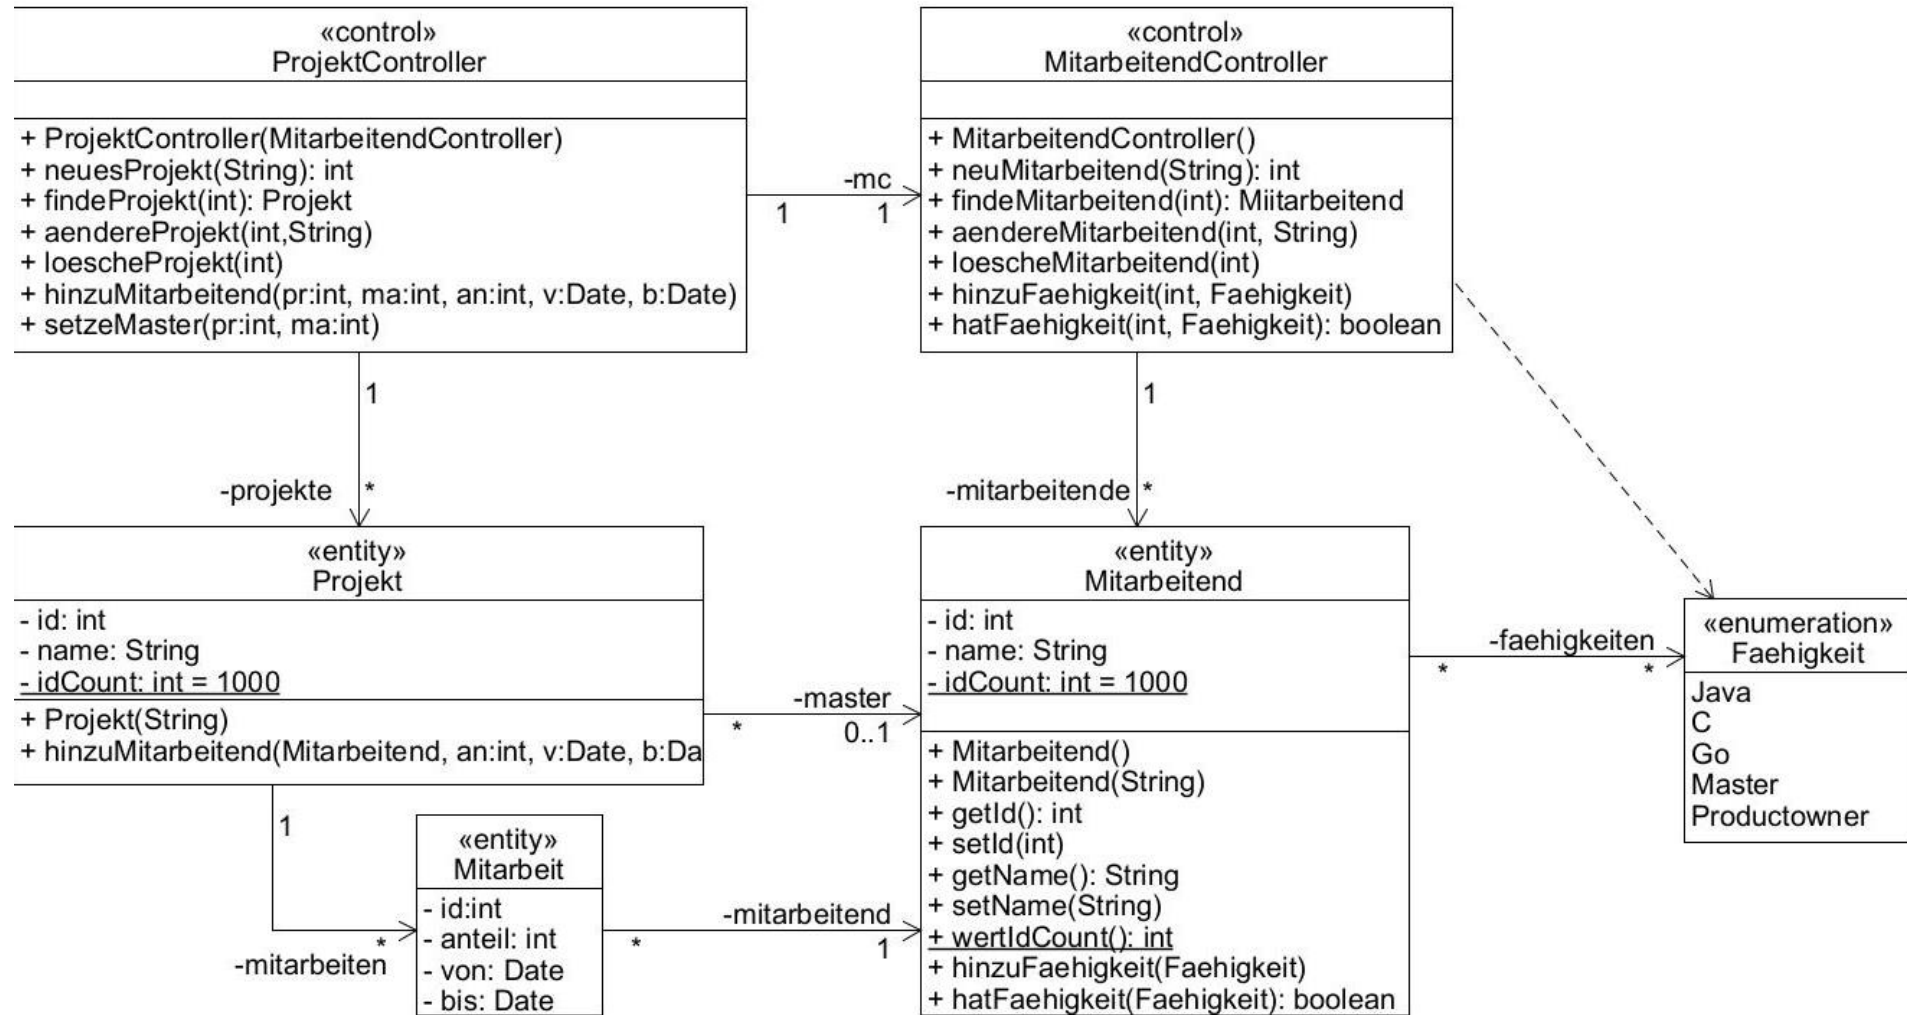 «control»
ProjektController
+ ProjektController(MitarbeitendController)
+ neuesProjekt(String): int
+ findeProjekt(int): Projekt
+ aendereProjekt(int,String)
+ loescheProjekt(int)
+ hinzuMitarbeitend(pr:int, ma:int, an:int, v:Date, b:Date)
+ setzeMaster(pr:int, ma:int)
-mc
1
1
«control»
MitarbeitendController
+ MitarbeitendController()
+ neuMitarbeitend(String): int
+ findeMitarbeitend(int): Miitarbeitend
+ aendereMitarbeitend(int, String)
+ loescheMitarbeitend(int)
+ hinzuFaehigkeit(int, Faehigkeit)
+ hatFaehigkeit(int, Faehigkeit): boolean
1
-projekte
*
1
-mitarbeitende
*
«entity»
Projekt
- id: int
- name: String
- idCount: int = 1000
+ Projekt(String)
+ hinzuMitarbeitend(Mitarbeitend, an:int, v:Date, b:Da
-master
*
0..1
«entity»
Mitarbeitend
- id: int
- name: String
- idCount: int = 1000
+ Mitarbeitend()
+ Mitarbeitend(String)
+ getId(): int
+ setId(int)
+ getName(): String
+ setName(String)
+ wertIdCount(): int
+ hinzuFaehigkeit(Faehigkeit)
+ hatFaehigkeit(Faehigkeit): boolean
-faehigkeiten
*
*
«enumeration»
Faehigkeit
Java
C
Go
Master
Productowner
1
*
-mitarbeiten
«entity»
Mitarbeit
- id:int
- anteil: int
- von: Date
- bis: Date
-mitarbeitend
*
1